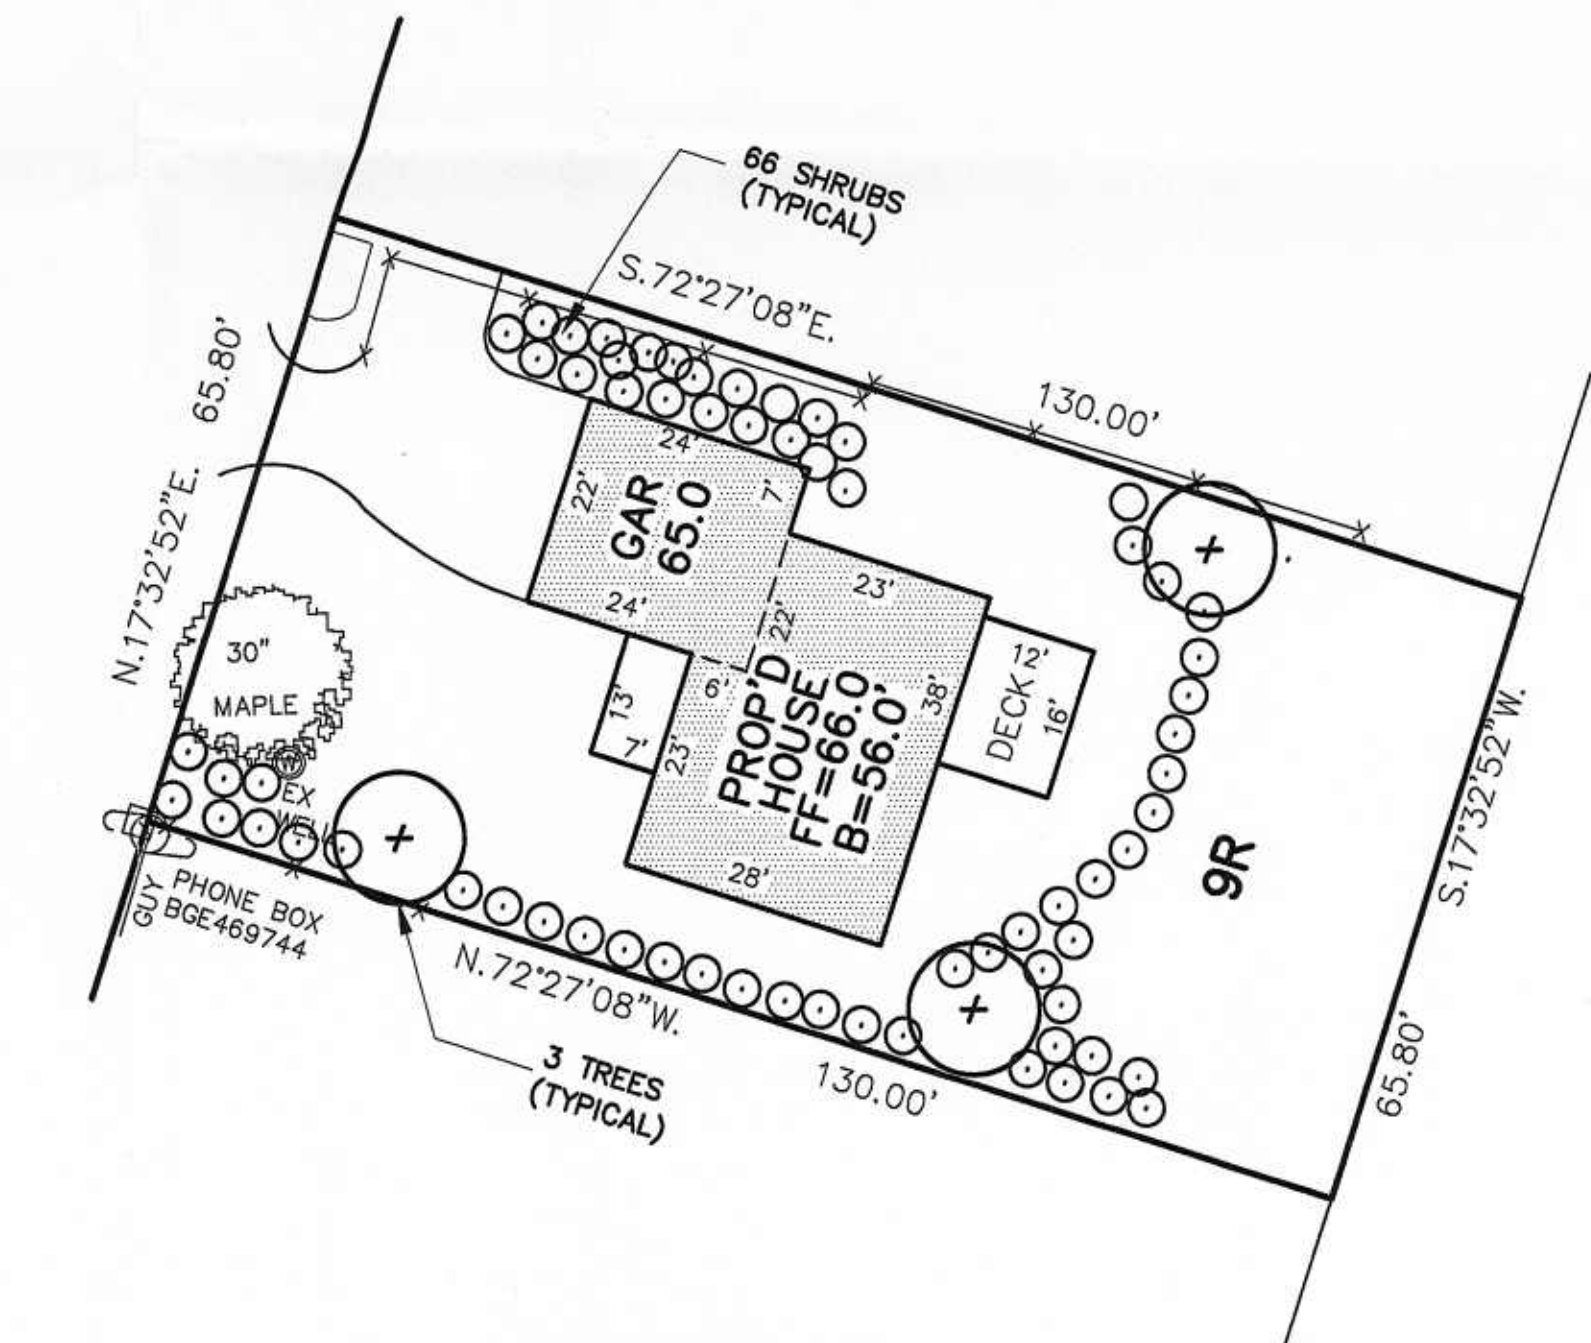 66 SHRUBS
(TYPICAL)
S.72°27'08"E.
130.00'
65.80'
N.17°32'52"E.
24'
22'
7'
GAR
65.0
24'
22'
23'
30"
MAPLE
W
EX
WELL
13'
7'
6'
23'
PROP'D
HOUSE
FF=66.0
B=56.0'
38'
28'
12'
DECK
16'
9R
S.17°32'52"W.
65.80'
GUY
PHONE BOX
BGE469744
N.72°27'08"W.
130.00'
3 TREES
(TYPICAL)